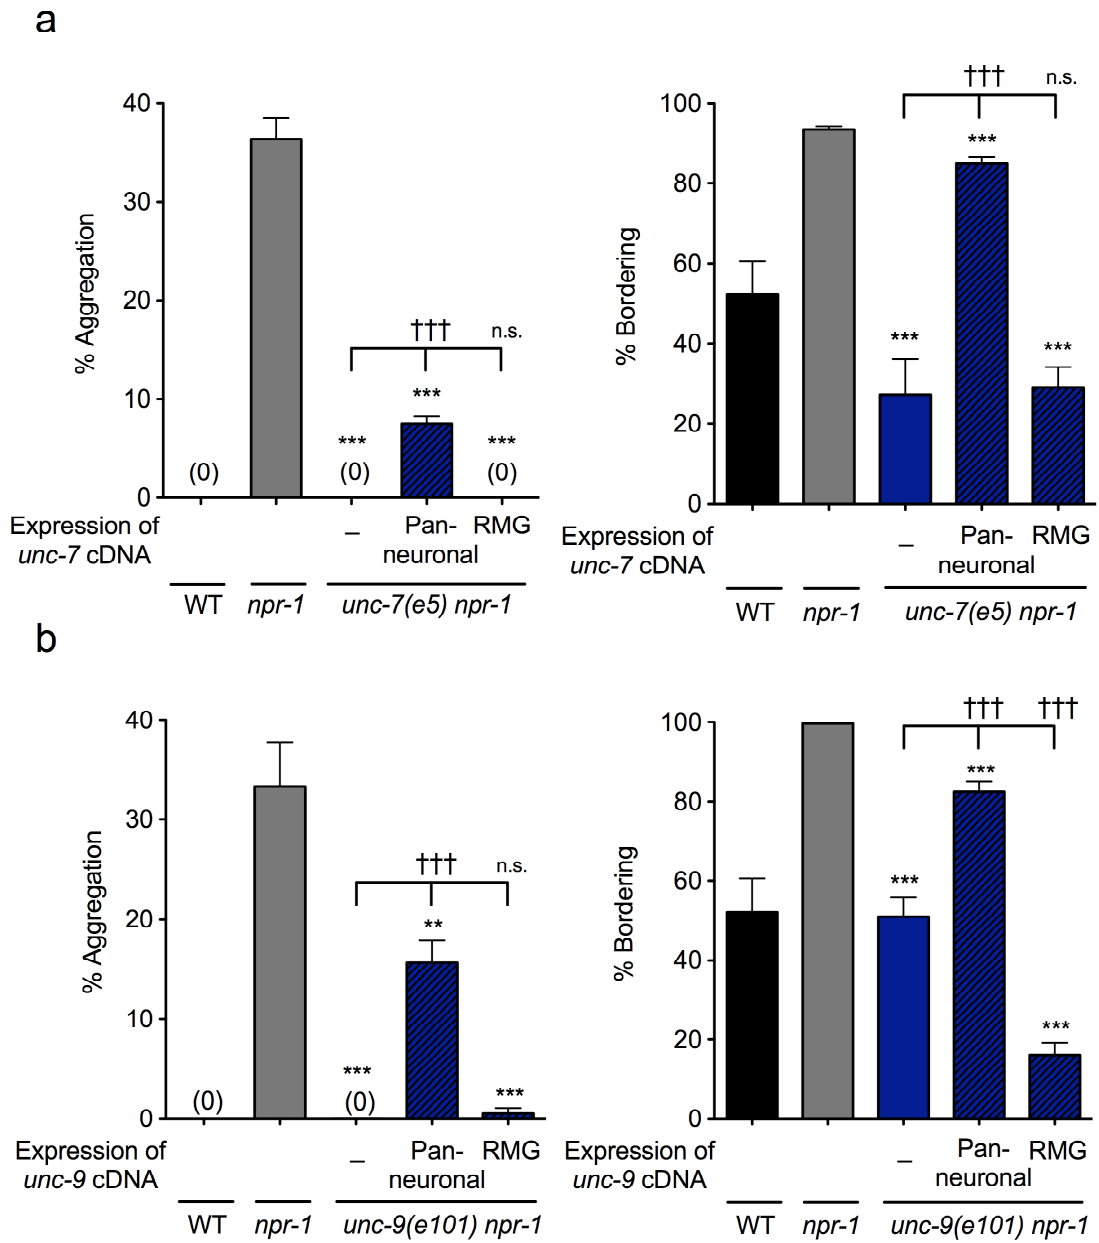 a
40
30
20
10
0
% Aggregation
††† n.s.
***
*** ***
(0) (0) (0)
Expression of
unc-7 cDNA
– Pan-neuronal RMG
WT npr-1 unc-7(e5) npr-1
100
80
60
40
20
0
% Bordering
††† n.s.
***
*** ***
Expression of
unc-7 cDNA
– Pan-neuronal RMG
WT npr-1 unc-7(e5) npr-1
b
40
30
20
10
0
% Aggregation
††† n.s.
**
*** ***
(0) (0)
Expression of
unc-9 cDNA
– Pan-neuronal RMG
WT npr-1 unc-9(e101) npr-1
100
80
60
40
20
0
% Bordering
††† †††
***
***
***
Expression of
unc-9 cDNA
– Pan-neuronal RMG
WT npr-1 unc-9(e101) npr-1